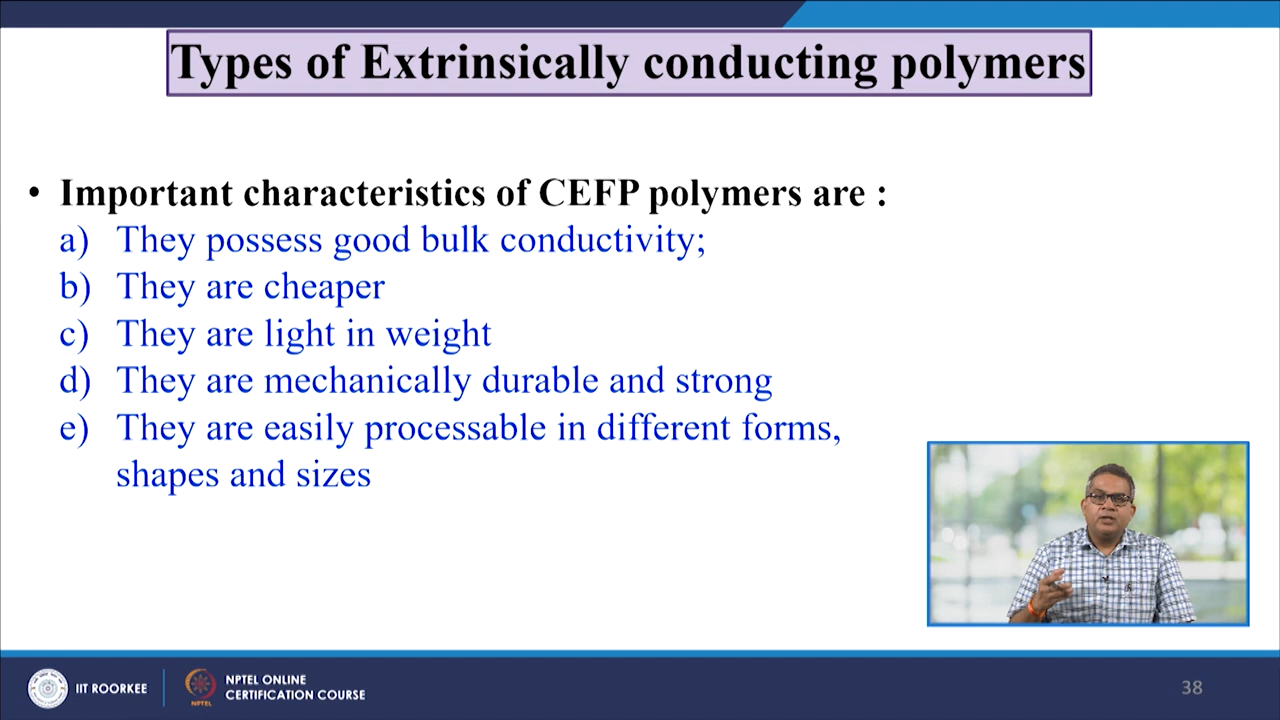 Types of Extrinsically conducting polymers
• Important characteristics of CEFP polymers are :
a) They possess good bulk conductivity;
b) They are cheaper
c) They are light in weight
d) They are mechanically durable and strong
e) They are easily processable in different forms,
shapes and sizes
IIT ROORKEE
NPTEL
NPTEL ONLINE
CERTIFICATION COURSE
38